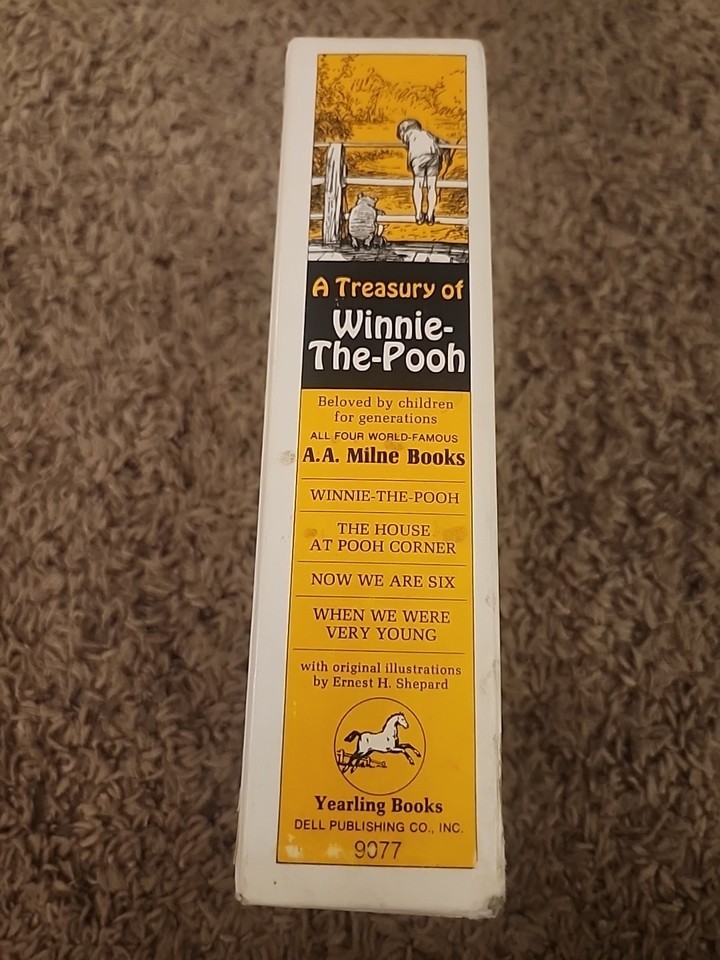 A Treasury of
Winnie-
The-Pooh
Beloved by children
for generations
ALL FOUR WORLD-FAMOUS
A.A. Milne Books
WINNIE-THE-POOH
THE HOUSE
AT POOH CORNER
NOW WE ARE SIX
WHEN WE WERE
VERY YOUNG
with original illustrations
by Ernest H. Shepard
Yearling Books
DELL PUBLISHING CO., INC.
9077